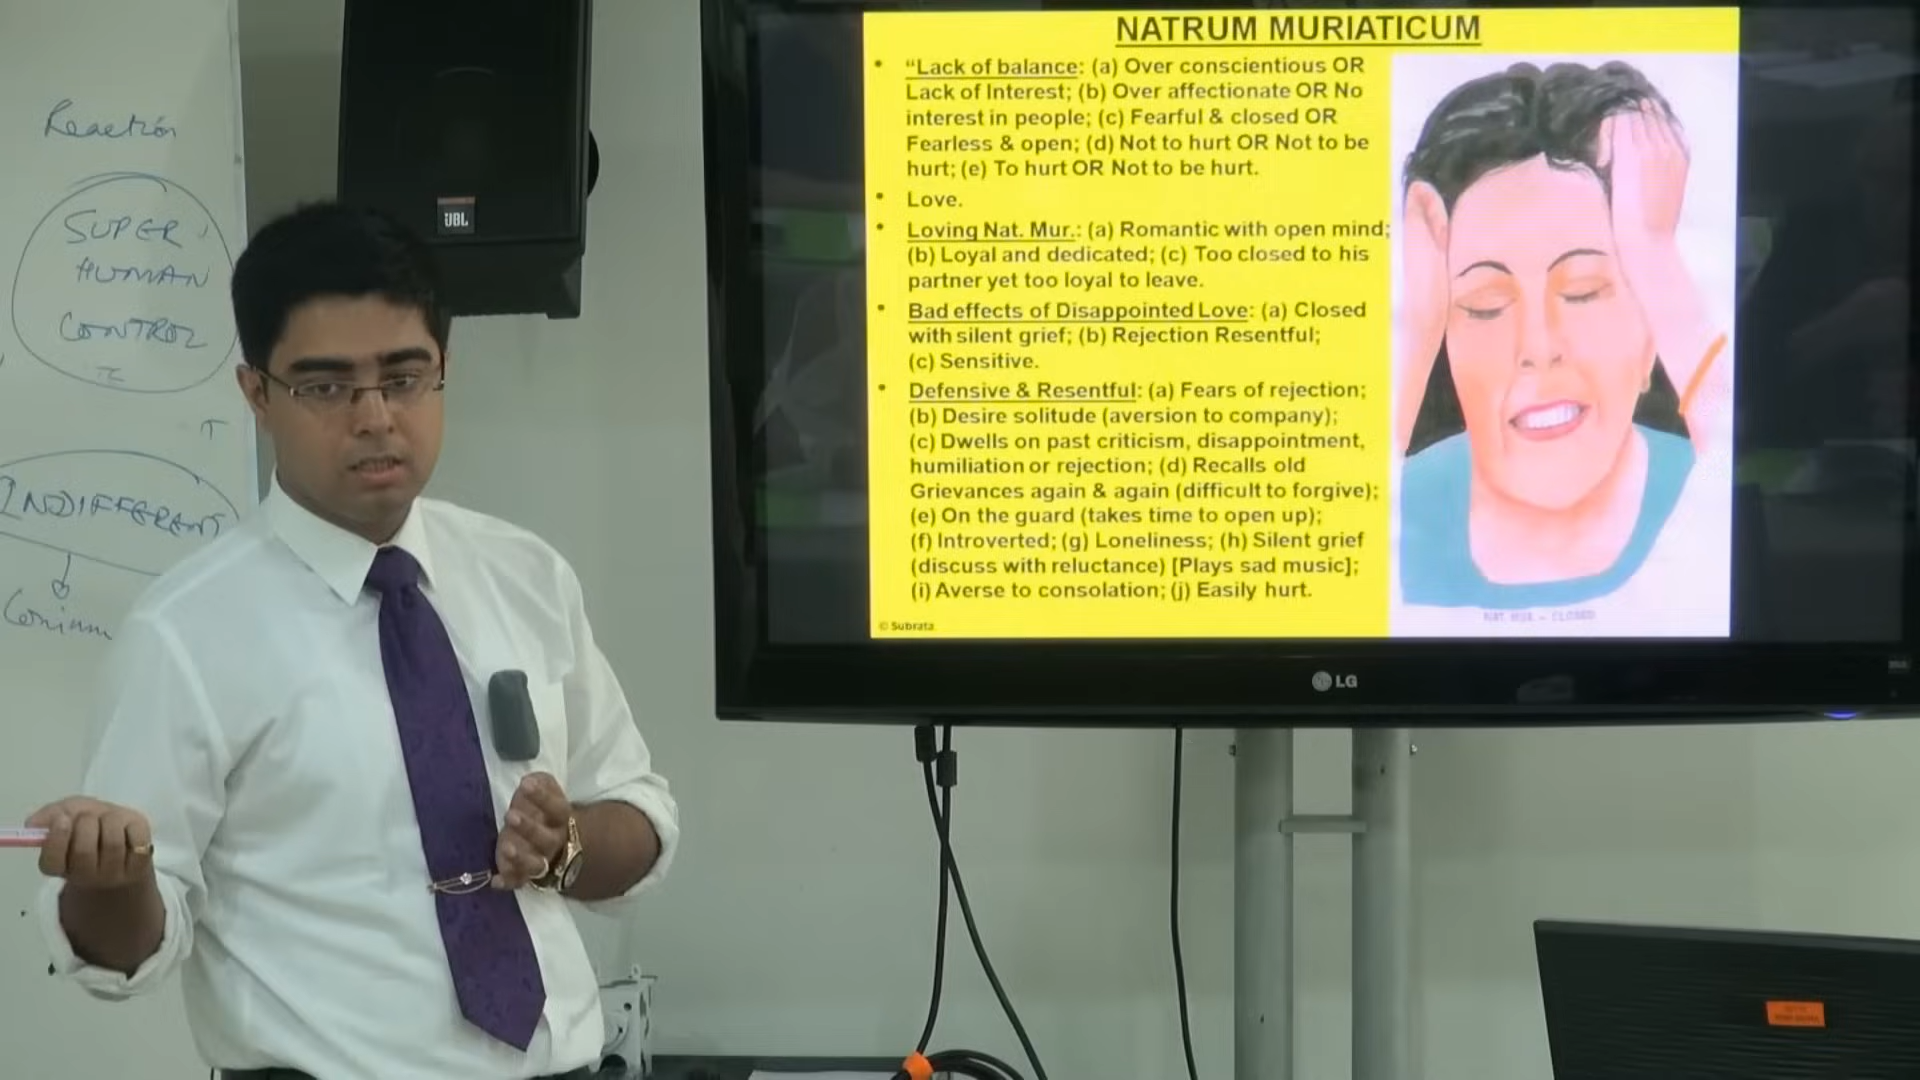 Reaction
SUPER
HUMAN
CONTROL
INDIFFERENT
Conium
JBL
NATRUM MURIATICUM
• “Lack of balance: (a) Over conscientious OR
Lack of Interest; (b) Over affectionate OR No
interest in people; (c) Fearful & closed OR
Fearless & open; (d) Not to hurt OR Not to be
hurt; (e) To hurt OR Not to be hurt.
• Love.
• Loving Nat. Mur.: (a) Romantic with open mind;
(b) Loyal and dedicated; (c) Too closed to his
partner yet too loyal to leave.
• Bad effects of Disappointed Love: (a) Closed
with silent grief; (b) Rejection Resentful;
(c) Sensitive.
• Defensive & Resentful: (a) Fears of rejection;
(b) Desire solitude (aversion to company);
(c) Dwells on past criticism, disappointment,
humiliation or rejection; (d) Recalls old
Grievances again & again (difficult to forgive);
(e) On the guard (takes time to open up);
(f) Introverted; (g) Loneliness; (h) Silent grief
(discuss with reluctance) [Plays sad music];
(i) Averse to consolation; (j) Easily hurt.
© Subrata
NAT. MUR. – CLOSED
LG